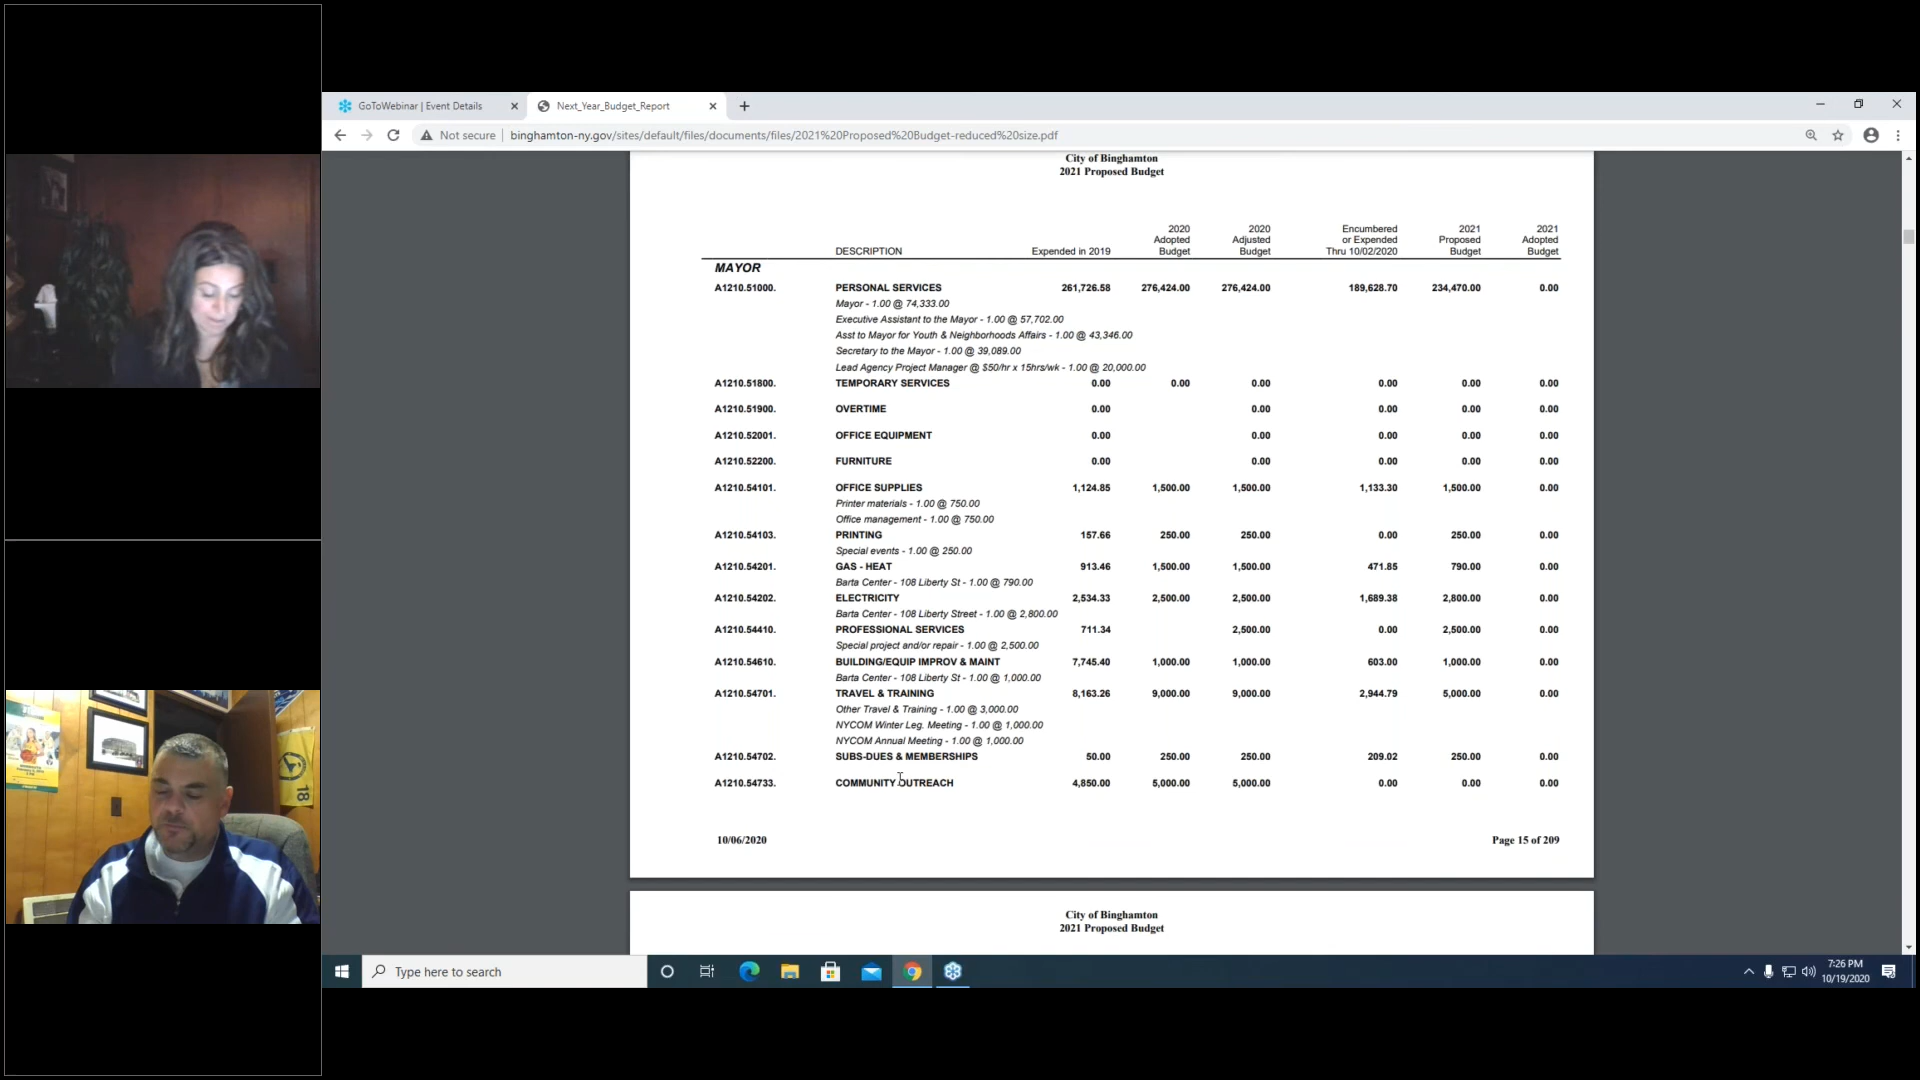 GoToWebinar | Event Details
Next_Year_Budget_Report
Not secure | binghamton-ny.gov/sites/default/files/documents/files/2021%20Proposed%20Budget-reduced%20size.pdf
City of Binghamton
2021 Proposed Budget
DESCRIPTION Expended in 2019 2020 Adopted Budget 2020 Adjusted Budget Encumbered or Expended Thru 10/02/2020 2021 Proposed Budget 2021 Adopted Budget
MAYOR
A1210.51000. PERSONAL SERVICES 261,726.58 276,424.00 276,424.00 189,628.70 234,470.00 0.00
Mayor - 1.00 @ 74,333.00
Executive Assistant to the Mayor - 1.00 @ 57,702.00
Asst to Mayor for Youth & Neighborhoods Affairs - 1.00 @ 43,346.00
Secretary to the Mayor - 1.00 @ 39,089.00
Lead Agency Project Manager @ $50/hr x 15hrs/wk - 1.00 @ 20,000.00
A1210.51800. TEMPORARY SERVICES 0.00 0.00 0.00 0.00 0.00 0.00
A1210.51900. OVERTIME 0.00 0.00 0.00 0.00 0.00
A1210.52001. OFFICE EQUIPMENT 0.00 0.00 0.00 0.00 0.00
A1210.52200. FURNITURE 0.00 0.00 0.00 0.00 0.00
A1210.54101. OFFICE SUPPLIES 1,124.85 1,500.00 1,500.00 1,133.30 1,500.00 0.00
Printer materials - 1.00 @ 750.00
Office management - 1.00 @ 750.00
A1210.54103. PRINTING 157.66 250.00 250.00 0.00 250.00 0.00
Special events - 1.00 @ 250.00
A1210.54201. GAS - HEAT 913.46 1,500.00 1,500.00 471.85 790.00 0.00
Barta Center - 108 Liberty St - 1.00 @ 790.00
A1210.54202. ELECTRICITY 2,534.33 2,500.00 2,500.00 1,689.38 2,800.00 0.00
Barta Center - 108 Liberty Street - 1.00 @ 2,800.00
A1210.54410. PROFESSIONAL SERVICES 711.34 2,500.00 0.00 2,500.00 0.00
Special project and/or repair - 1.00 @ 2,500.00
A1210.54610. BUILDING/EQUIP IMPROV & MAINT 7,745.40 1,000.00 1,000.00 603.00 1,000.00 0.00
Barta Center - 108 Liberty St - 1.00 @ 1,000.00
A1210.54701. TRAVEL & TRAINING 8,163.26 9,000.00 9,000.00 2,944.79 5,000.00 0.00
Other Travel & Training - 1.00 @ 3,000.00
NYCOM Winter Leg. Meeting - 1.00 @ 1,000.00
NYCOM Annual Meeting - 1.00 @ 1,000.00
A1210.54702. SUBS-DUES & MEMBERSHIPS 50.00 250.00 250.00 209.02 250.00 0.00
A1210.54733. COMMUNITY OUTREACH 4,850.00 5,000.00 5,000.00 0.00 0.00 0.00
10/06/2020 Page 15 of 209
City of Binghamton
2021 Proposed Budget
Type here to search
7:26 PM
10/19/2020
18